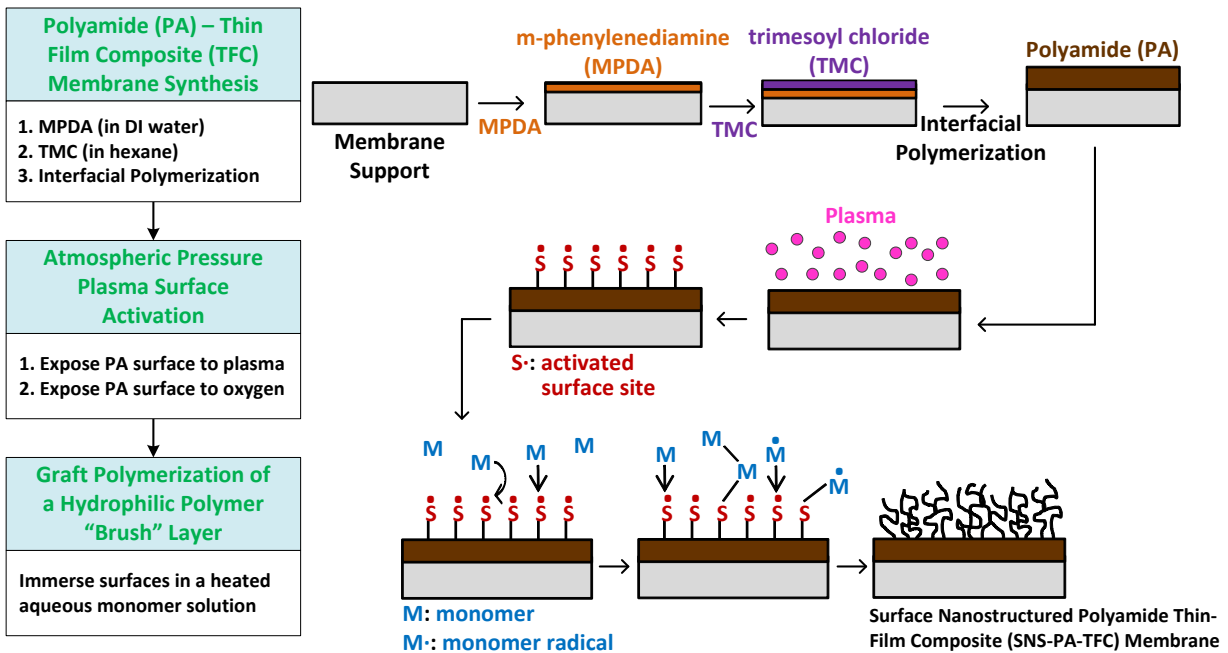 Polyamide (PA) – Thin
Film Composite (TFC)
Membrane Synthesis
1. MPDA (in DI water)
2. TMC (in hexane)
3. Interfacial Polymerization
Membrane
Support
MPDA
m-phenylenediamine
(MPDA)
TMC
trimesoyl chloride
(TMC)
Interfacial
Polymerization
Polyamide (PA)
Atmospheric Pressure
Plasma Surface
Activation
1. Expose PA surface to plasma
2. Expose PA surface to oxygen
Plasma
S S S S S S
S·: activated
surface site
Graft Polymerization of
a Hydrophilic Polymer
“Brush” Layer
Immerse surfaces in a heated
aqueous monomer solution
M M M M
S S S S S S
M: monomer
M·: monomer radical
M M M M M
S S S S S S
Surface Nanostructured Polyamide Thin-
Film Composite (SNS-PA-TFC) Membrane